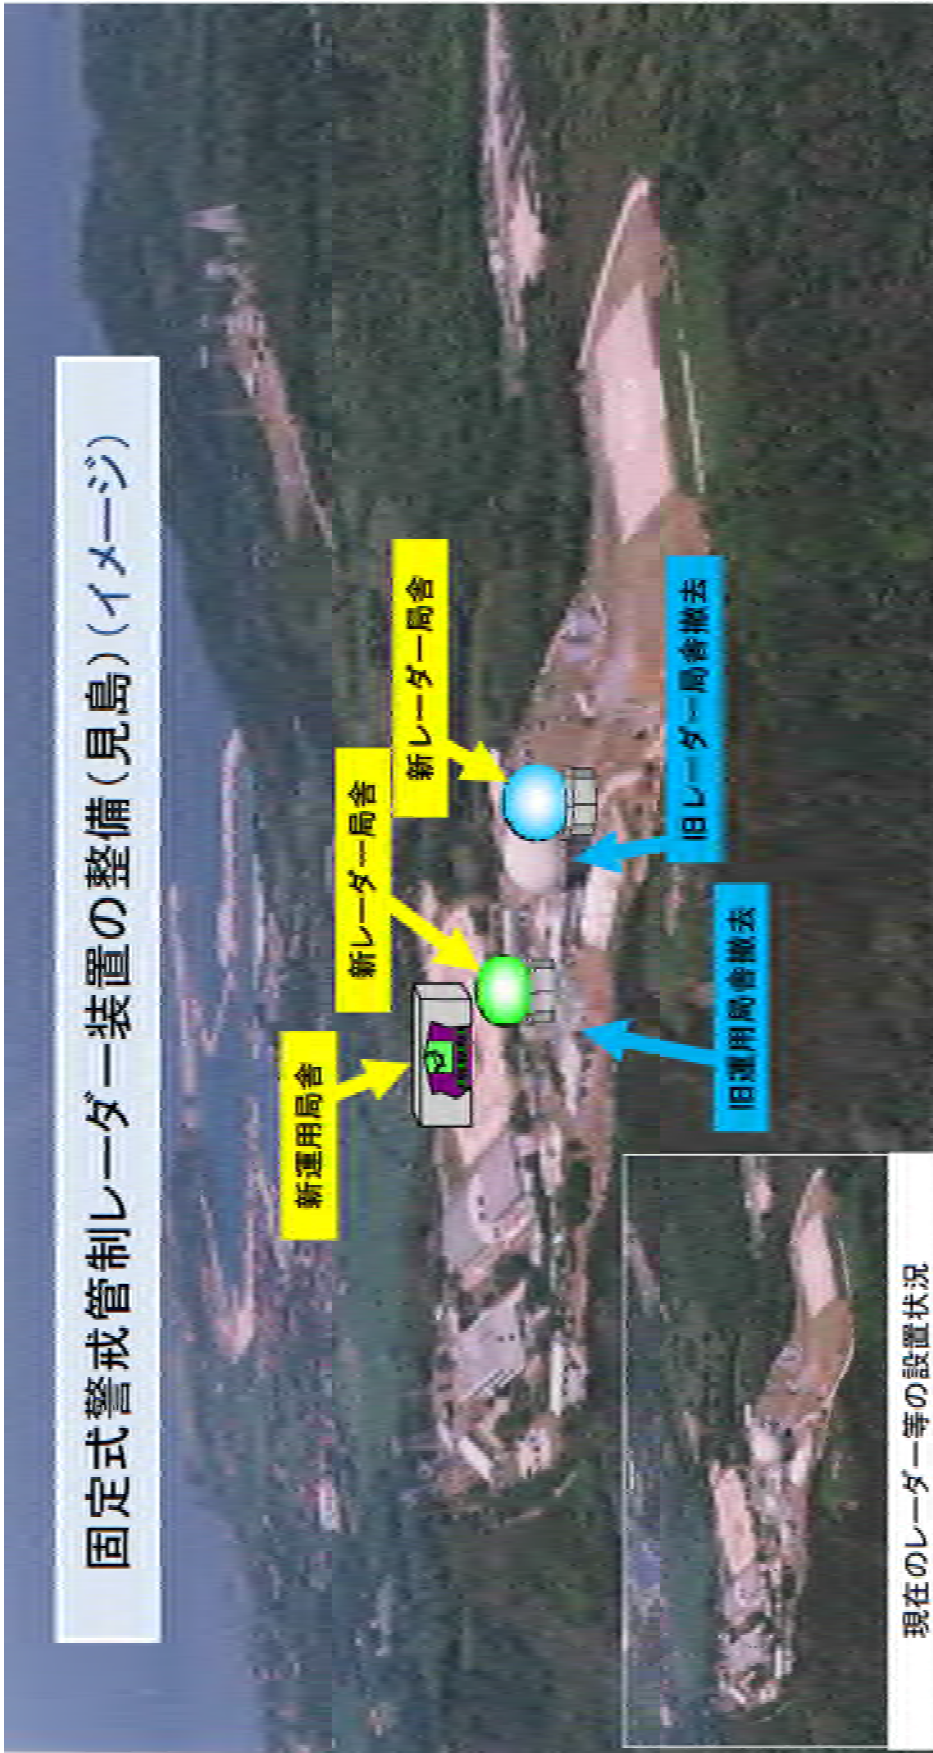 固定式警戒管制レーダー装置の整備(見島)(イメージ)
新運用局舎
新レーダー局舎
新レーダー局舎
旧運用局舎撤去
旧レーダー局舎撤去
現在のレーダー等の設置状況